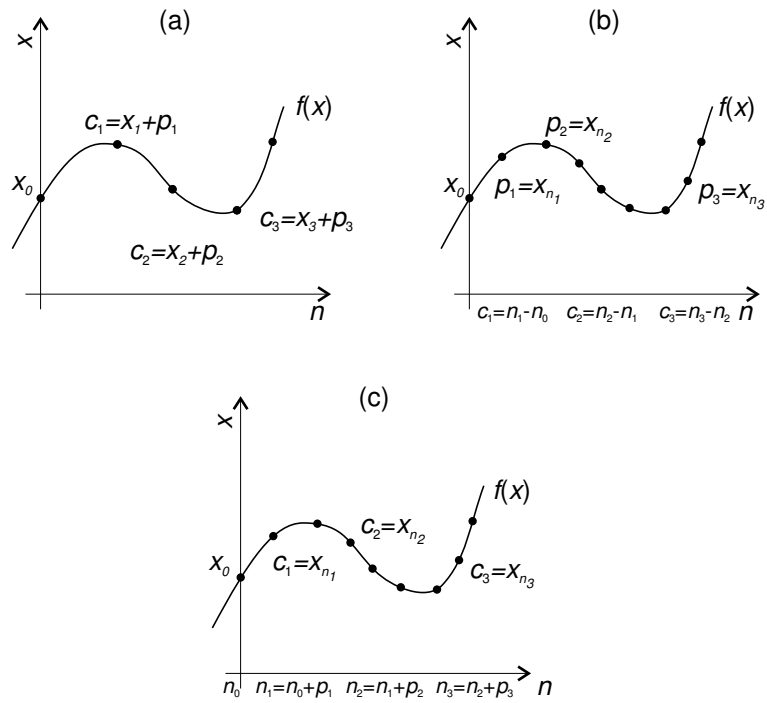 (a)
x
f(x)
c₁=x₁+p₁
x₀
c₃=x₃+p₃
c₂=x₂+p₂
n
(b)
x
f(x)
p₂=xₙ₂
x₀
p₁=xₙ₁
p₃=xₙ₃
c₁=n₁-n₀ c₂=n₂-n₁ c₃=n₃-n₂ n
(c)
x
f(x)
c₂=xₙ₂
x₀
c₁=xₙ₁
c₃=xₙ₃
n₀ n₁=n₀+p₁ n₂=n₁+p₂ n₃=n₂+p₃ n